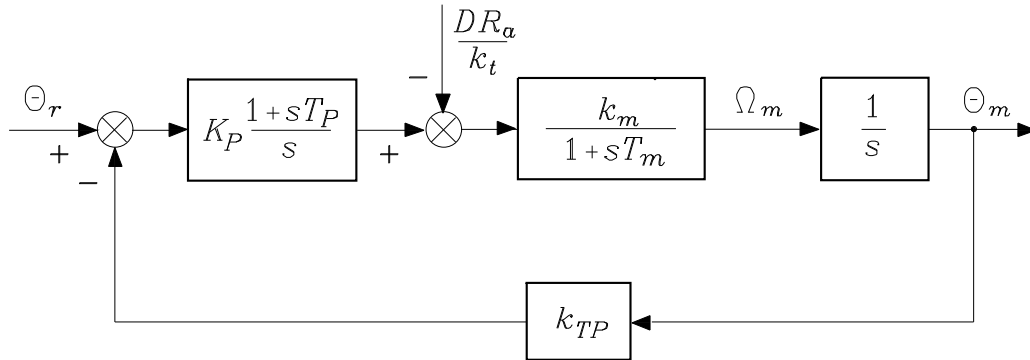 DR_a
k_t
−
Θ_r
+
−
K_P
1+sT_P
s
+
k_m
1+sT_m
Ω_m
1
s
Θ_m
k_TP